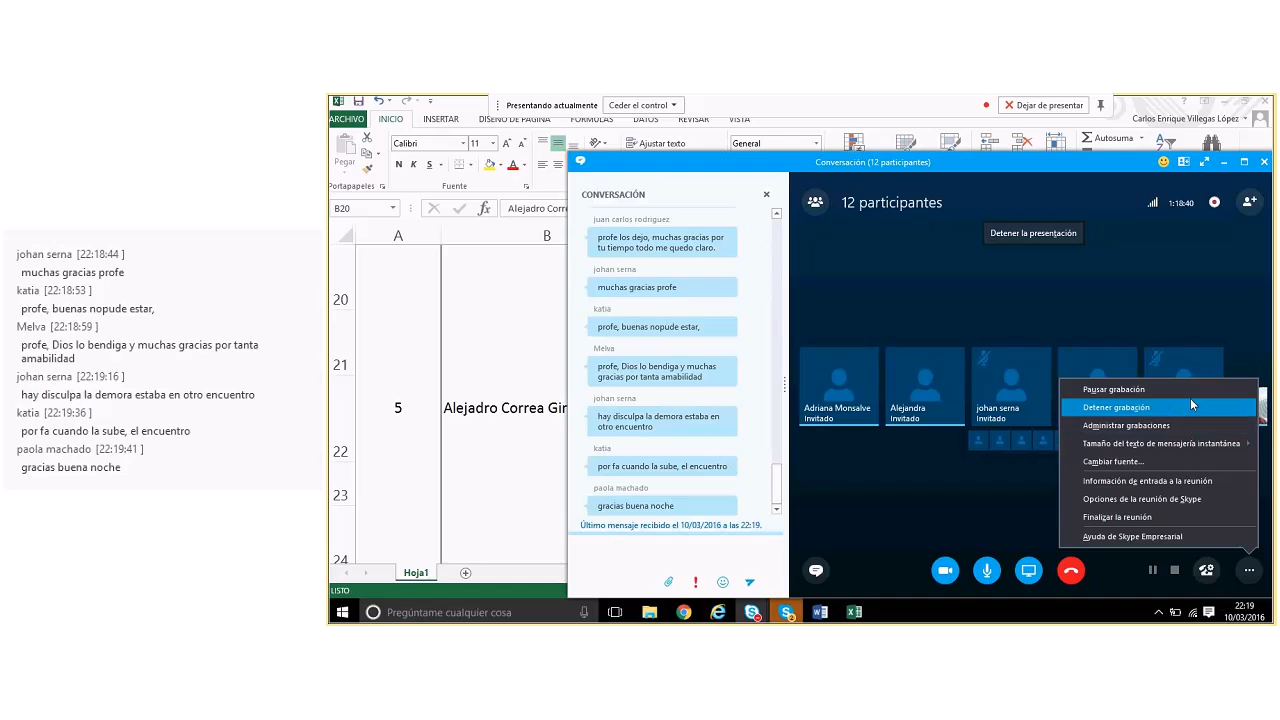 johan serna [22:18:44 ]
muchas gracias profe
katia [22:18:53 ]
profe, buenas nopude estar,
Melva [22:18:59 ]
profe, Dios lo bendiga y muchas gracias por tanta
amabilidad
johan serna [22:19:16 ]
hay disculpa la demora estaba en otro encuentro
katia [22:19:36 ]
por fa cuando la sube, el encuentro
paola machado [22:19:41 ]
gracias buena noche
Presentando actualmente
Ceder el control
Dejar de presentar
ARCHIVO INICIO INSERTAR DISEÑO DE PÁGINA FÓRMULAS DATOS REVISAR VISTA
Carlos Enrique Villegas López
Pegar
Calibri 11
Ajustar texto
General
Autosuma
N K S
Portapapeles
Fuente
B20
Alejadro Corre
A B
20
21
5 Alejadro Correa Gir
22
23
24
Hoja1
LISTO
Conversación (12 participantes)
CONVERSACIÓN
juan carlos rodriguez
profe los dejo, muchas gracias por
tu tiempo todo me quedo claro.
johan serna
muchas gracias profe
katia
profe, buenas nopude estar,
Melva
profe, Dios lo bendiga y muchas
gracias por tanta amabilidad
johan serna
hay disculpa la demora estaba en
otro encuentro
katia
por fa cuando la sube, el encuentro
paola machado
gracias buena noche
Último mensaje recibido el 10/03/2016 a las 22:19.
12 participantes
1:18:40
Detener la presentación
Adriana Monsalve
Invitado
Alejandra
Invitado
johan serna
Invitado
Pausar grabación
Detener grabación
Administrar grabaciones
Tamaño del texto de mensajería instantánea
Cambiar fuente...
Información de entrada a la reunión
Opciones de la reunión de Skype
Finalizar la reunión
Ayuda de Skype Empresarial
Pregúntame cualquier cosa
22:19
10/03/2016